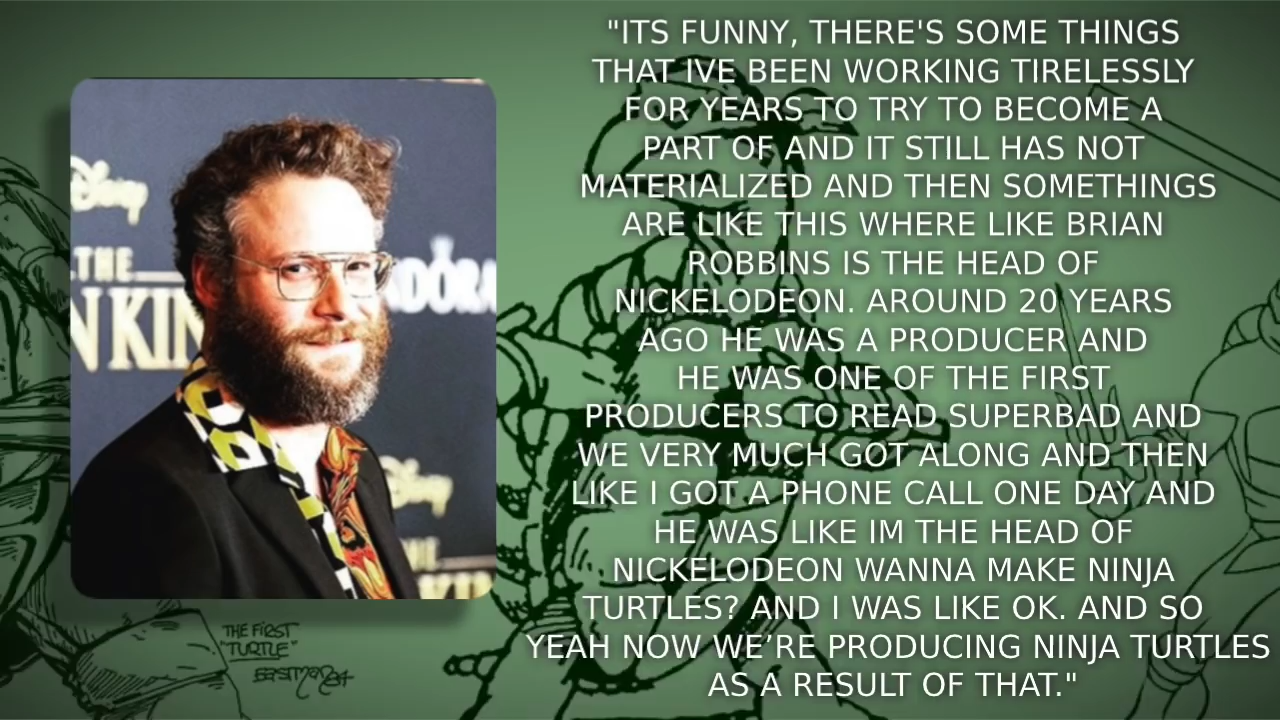 "ITS FUNNY, THERE'S SOME THINGS
THAT IVE BEEN WORKING TIRELESSLY
FOR YEARS TO TRY TO BECOME A
PART OF AND IT STILL HAS NOT
MATERIALIZED AND THEN SOMETHINGS
ARE LIKE THIS WHERE LIKE BRIAN
ROBBINS IS THE HEAD OF
NICKELODEON. AROUND 20 YEARS
AGO HE WAS A PRODUCER AND
HE WAS ONE OF THE FIRST
PRODUCERS TO READ SUPERBAD AND
WE VERY MUCH GOT ALONG AND THEN
LIKE I GOT A PHONE CALL ONE DAY AND
HE WAS LIKE IM THE HEAD OF
NICKELODEON WANNA MAKE NINJA
TURTLES? AND I WAS LIKE OK. AND SO
YEAH NOW WE’RE PRODUCING NINJA TURTLES
AS A RESULT OF THAT."
Disney
THE
N KIN
DORA
Disney
THE
KIN
THE FIRST
"TURTLE"
EASTMAN 84